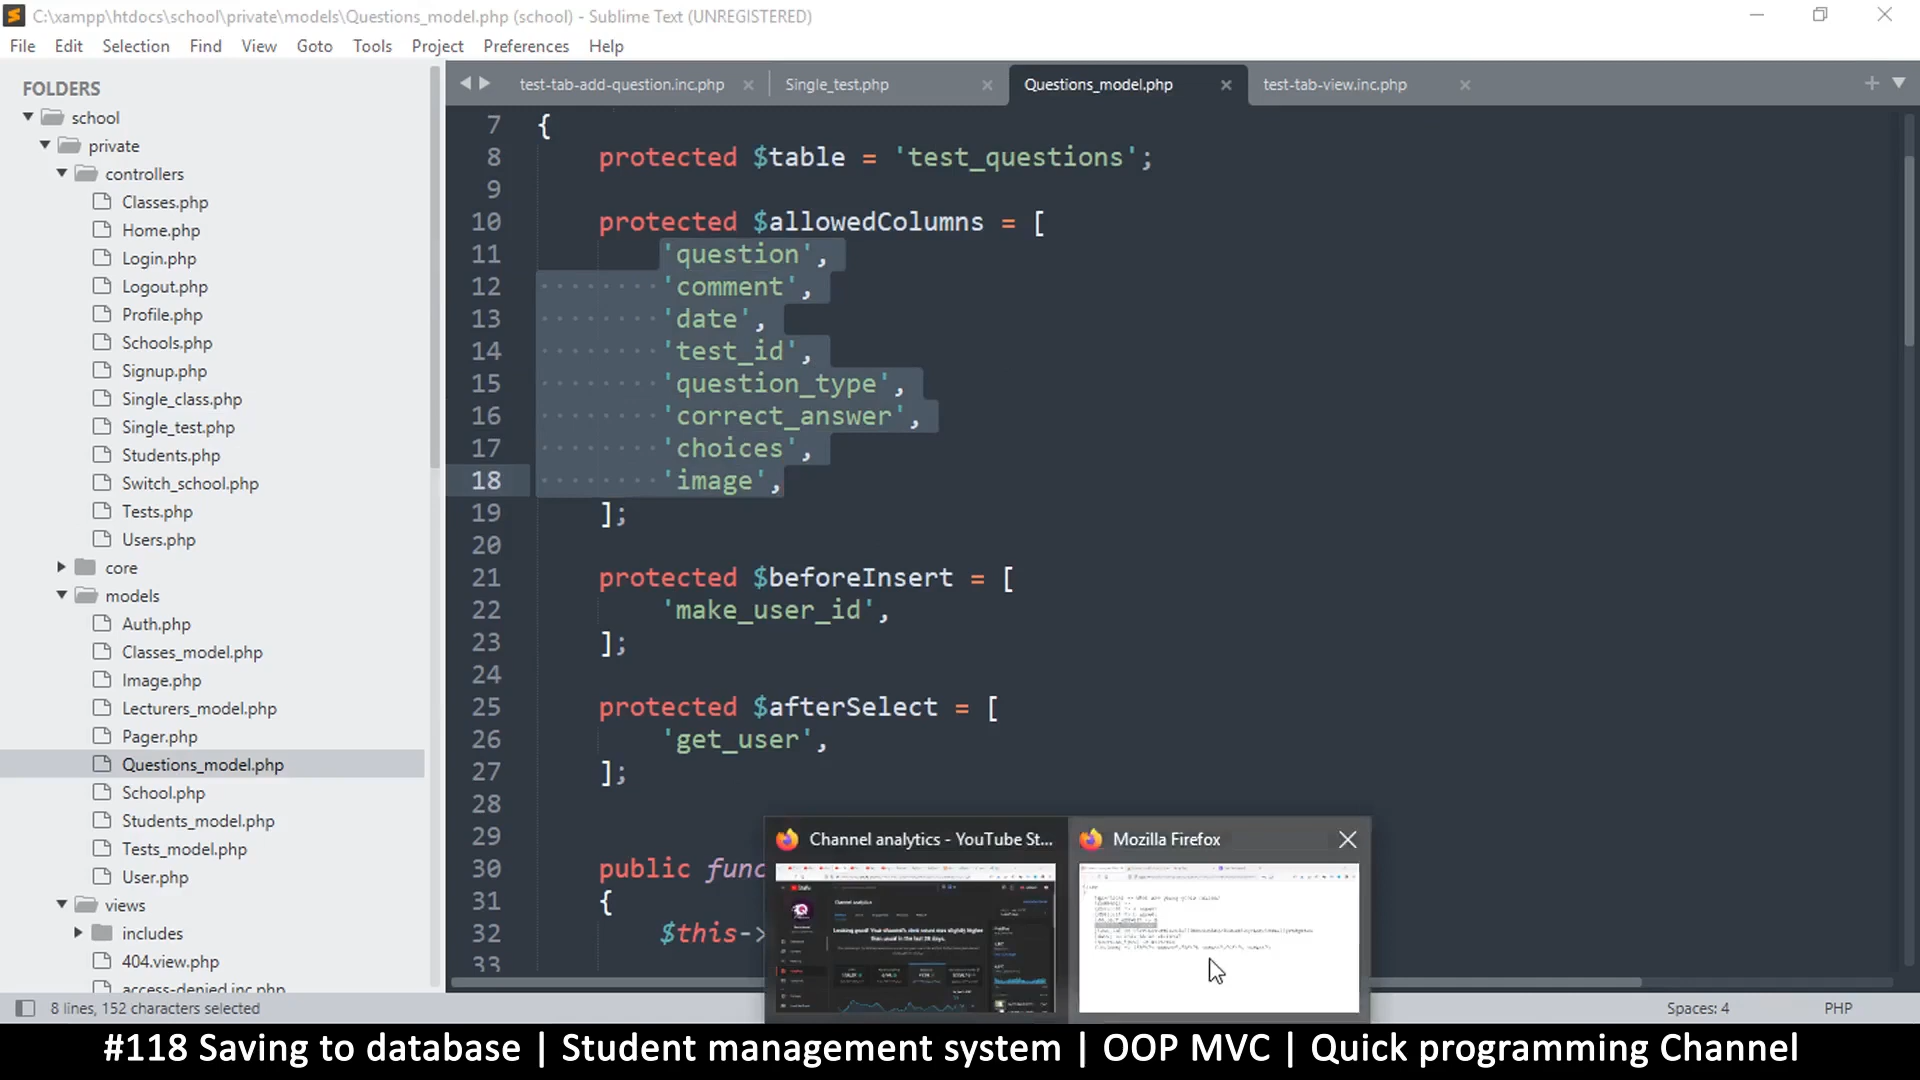 C:\xampp\htdocs\school\private\models\Questions_model.php (school) - Sublime Text (UNREGISTERED)
File Edit Selection Find View Goto Tools Project Preferences Help
FOLDERS
school
private
controllers
Classes.php
Home.php
Login.php
Logout.php
Profile.php
Schools.php
Signup.php
Single_class.php
Single_test.php
Students.php
Switch_school.php
Tests.php
Users.php
core
models
Auth.php
Classes_model.php
Image.php
Lecturers_model.php
Pager.php
Questions_model.php
School.php
Students_model.php
Tests_model.php
User.php
views
includes
404.view.php
access-denied.inc.php
test-tab-add-question.inc.php Single_test.php Questions_model.php test-tab-view.inc.php
7 {
8 protected $table = 'test_questions';
9
10 protected $allowedColumns = [
11 'question',
12 'comment',
13 'date',
14 'test_id',
15 'question_type',
16 'correct_answer',
17 'choices',
18 'image',
19 ];
20
21 protected $beforeInsert = [
22 'make_user_id',
23 ];
24
25 protected $afterSelect = [
26 'get_user',
27 ];
28
29
30 public func
31 {
32 $this->
33
Channel analytics - YouTube St...
Mozilla Firefox
8 lines, 152 characters selected
Spaces: 4 PHP
#118 Saving to database | Student management system | OOP MVC | Quick programming Channel